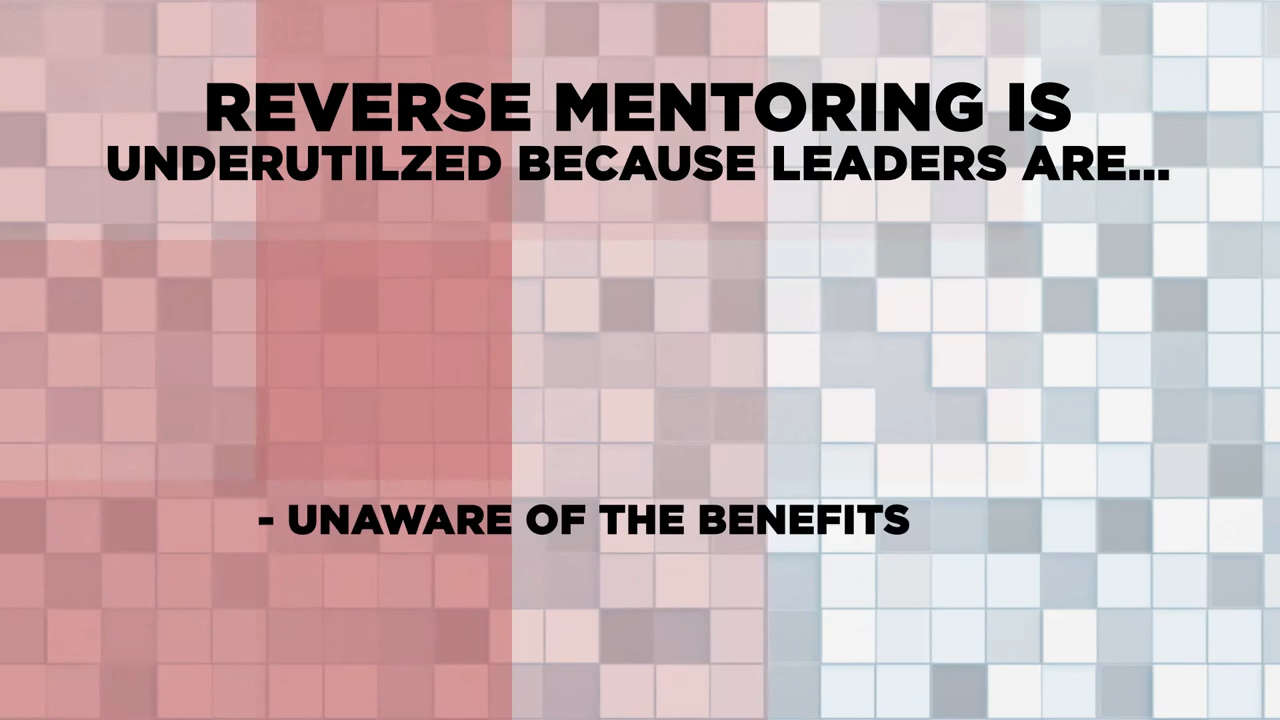 REVERSE MENTORING IS
UNDERUTILZED BECAUSE LEADERS ARE...
- UNAWARE OF THE BENEFITS